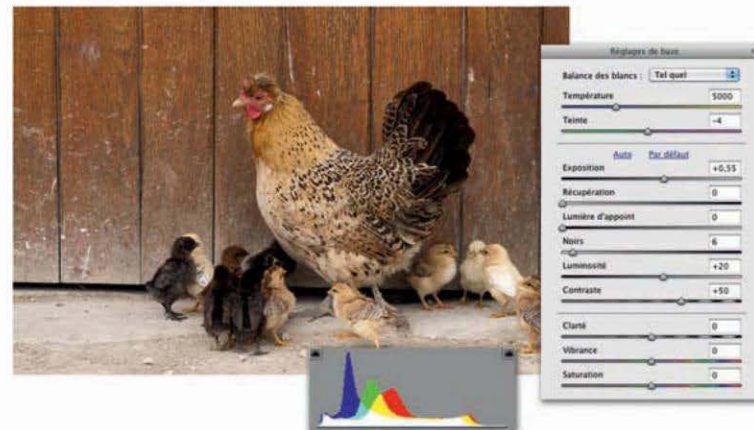 Réglages de base
Balance des blancs : Tel quel
Température 5000
Teinte -4
Auto Par défaut
Exposition +0,55
Récupération 0
Lumière d'appoint 0
Noirs 6
Luminosité +20
Contraste +50
Clarté 0
Vibrance 0
Saturation 0